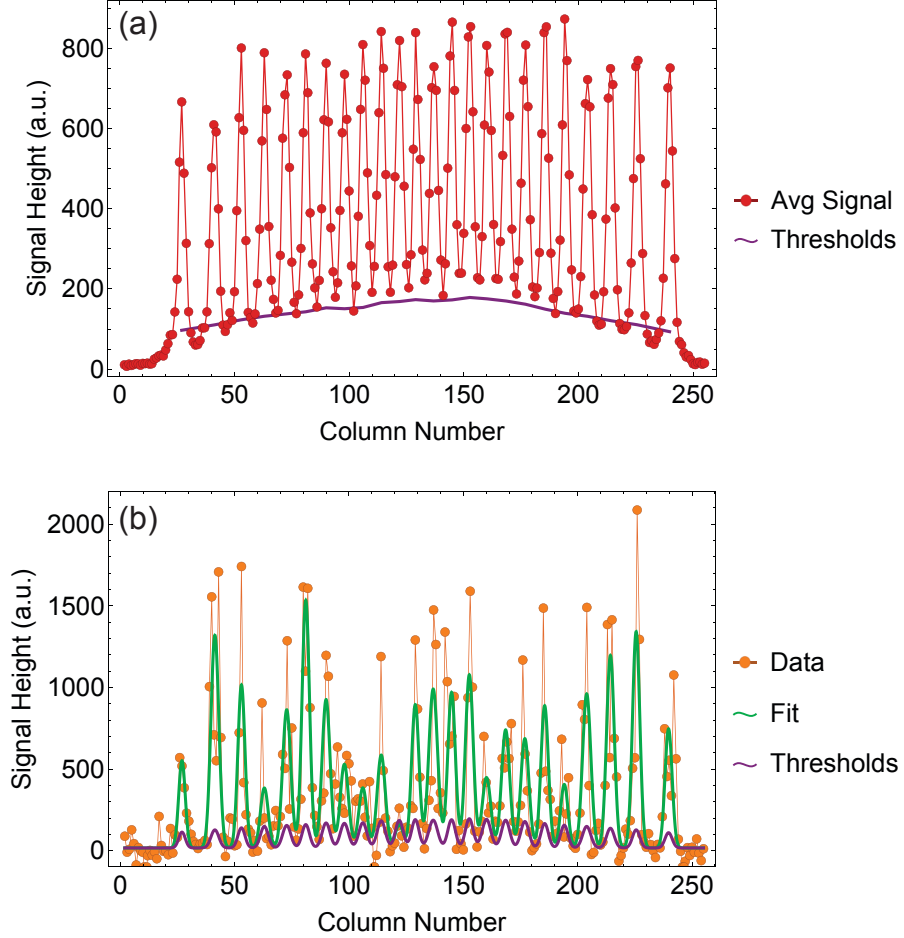 (a)
Signal Height (a.u.)
800
600
400
200
0
0 50 100 150 200 250
Column Number
Avg Signal
Thresholds
(b)
Signal Height (a.u.)
2000
1500
1000
500
0
0 50 100 150 200 250
Column Number
Data
Fit
Thresholds